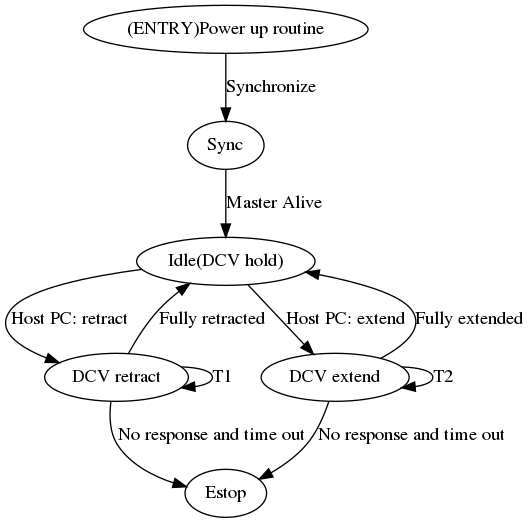 (ENTRY)Power up routine
Synchronize
Sync
Master Alive
Idle(DCV hold)
Host PC: retract
Fully retracted
Host PC: extend
Fully extended
DCV retract
T1
DCV extend
T2
No response and time out
No response and time out
Estop